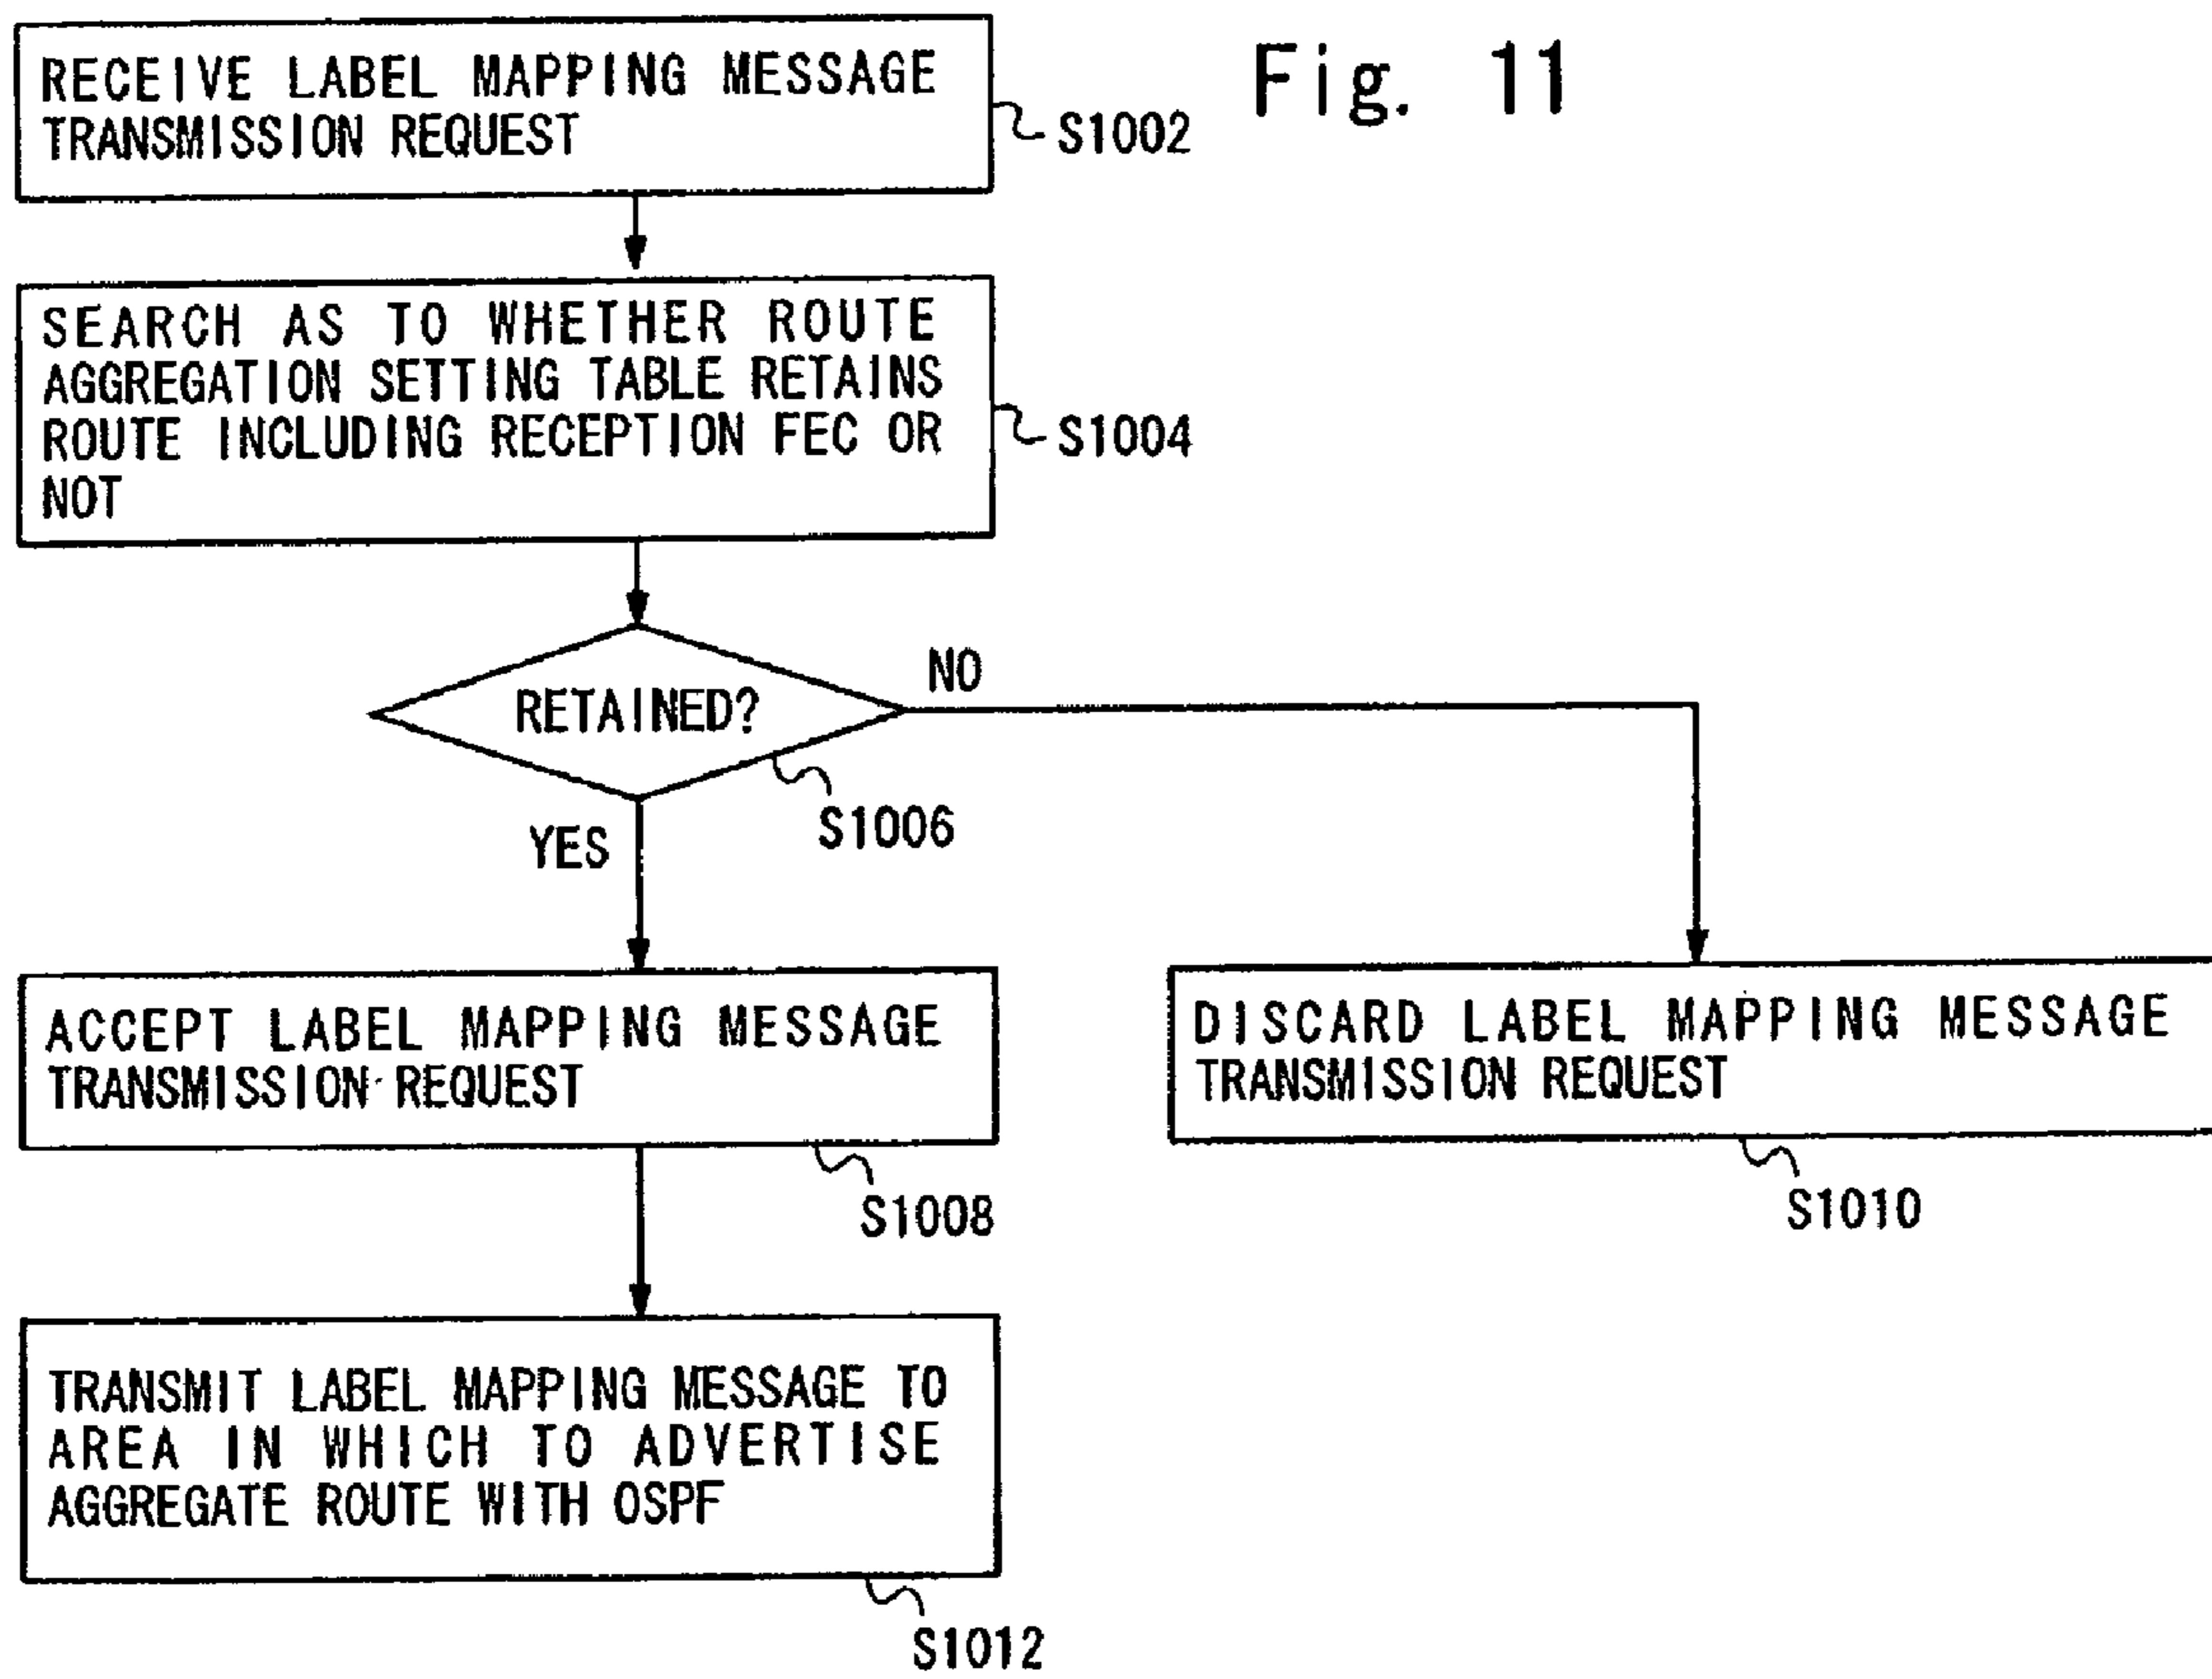 Fig. 11
RECEIVE LABEL MAPPING MESSAGE
TRANSMISSION REQUEST
S1002
SEARCH AS TO WHETHER ROUTE
AGGREGATION SETTING TABLE RETAINS
ROUTE INCLUDING RECEPTION FEC OR
NOT
S1004
RETAINED?
NO
S1006
YES
ACCEPT LABEL MAPPING MESSAGE
TRANSMISSION REQUEST
S1008
DISCARD LABEL MAPPING MESSAGE
TRANSMISSION REQUEST
S1010
TRANSMIT LABEL MAPPING MESSAGE TO
AREA IN WHICH TO ADVERTISE
AGGREGATE ROUTE WITH OSPF
S1012